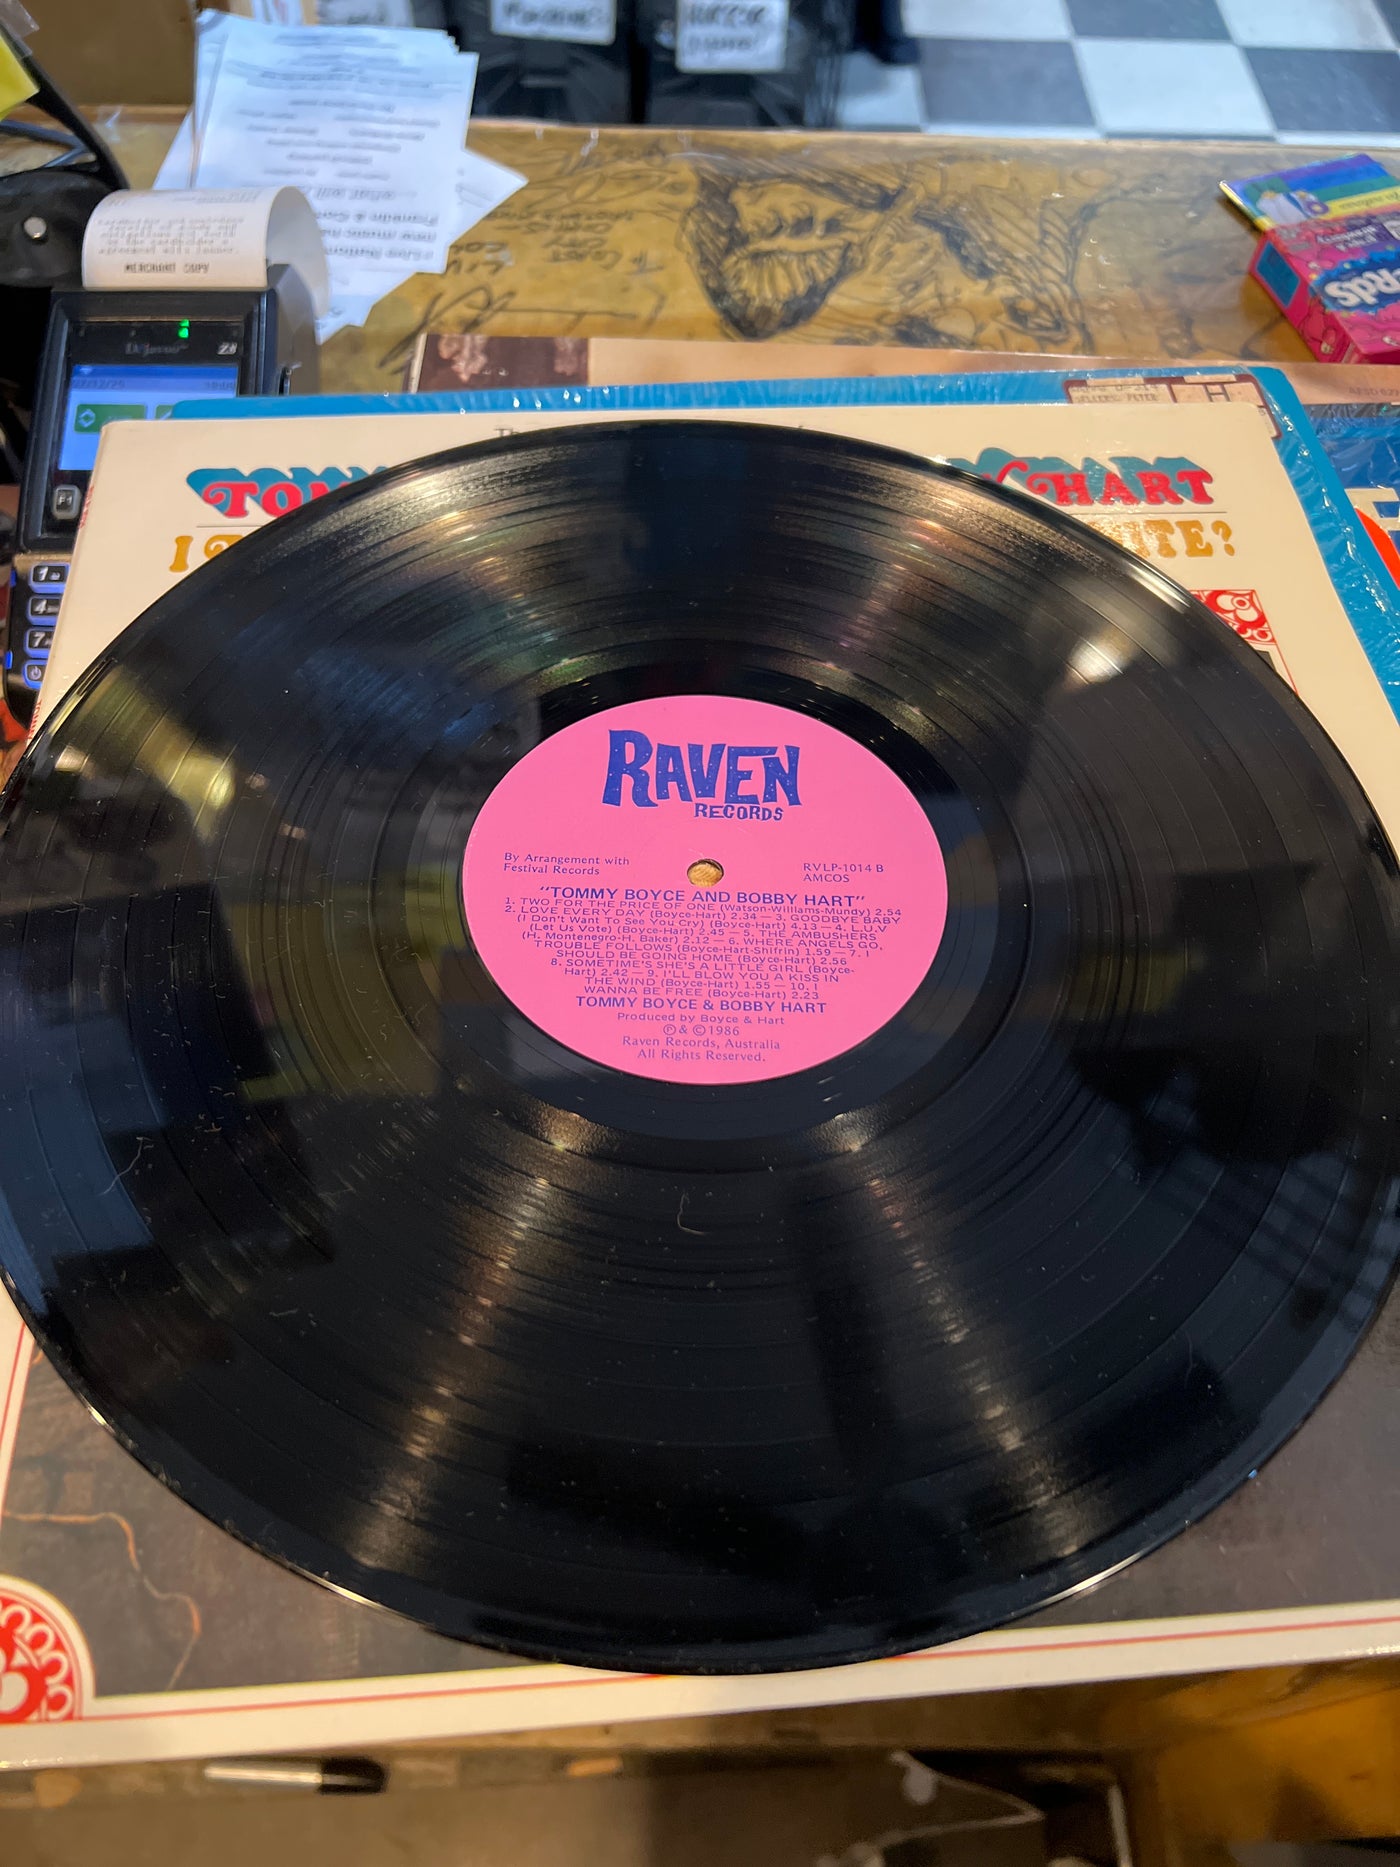 MERCHANT COPY
Dejavoo
Z8
SELLERS: PETER
H
TOM
HART
I
ITE?
RAVEN
RECORDS
By Arrangement with
Festival Records
RVLP-1014 B
AMCOS
"TOMMY BOYCE AND BOBBY HART"
1. TWO FOR THE PRICE OF ONE (Watson-Williams-Mundy) 2.54
2. LOVE EVERY DAY (Boyce-Hart) 2.34 — 3. GOODBYE BABY
(I Don't Want To See You Cry) (Boyce-Hart) 4.13 — 4. L.U.V
(Let Us Vote) (Boyce-Hart) 2.45 — 5. THE AMBUSHERS
(H. Montenegro-H. Baker) 2.12 — 6. WHERE ANGELS GO,
TROUBLE FOLLOWS (Boyce-Hart-Shifrin) 1.59 — 7. I
SHOULD BE GOING HOME (Boyce-Hart) 2.56
8. SOMETIME'S SHE'S A LITTLE GIRL (Boyce-
Hart) 2.42 — 9. I'LL BLOW YOU A KISS IN
THE WIND (Boyce-Hart) 1.55 — 10. I
WANNA BE FREE (Boyce-Hart) 2.23
TOMMY BOYCE & BOBBY HART
Produced by Boyce & Hart
Ⓟ & ©1986
Raven Records, Australia
All Rights Reserved.